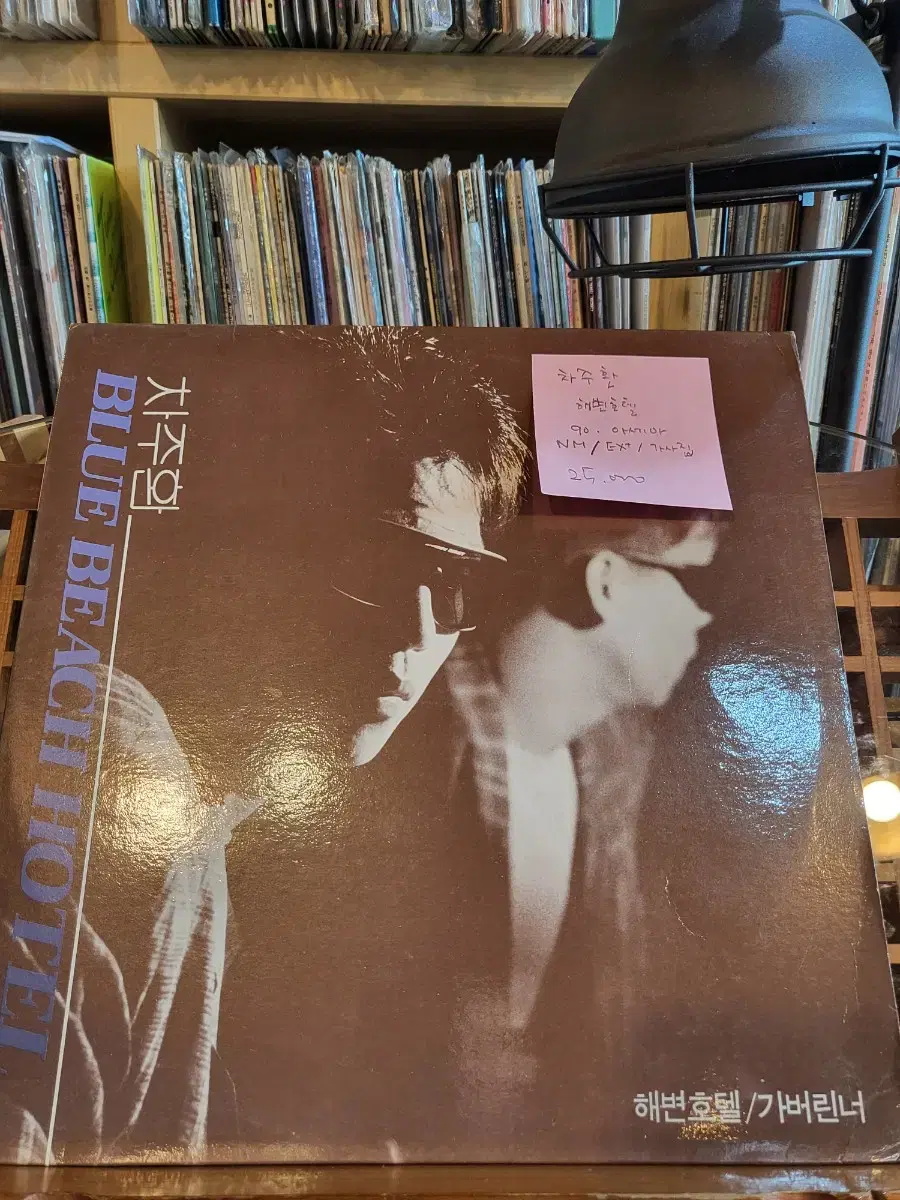 차주환
BLUE BEACH HOTEL
차주환
해변호텔
90. 아세아
NM/EX+/가사집
25.000
해변호텔/가버린너